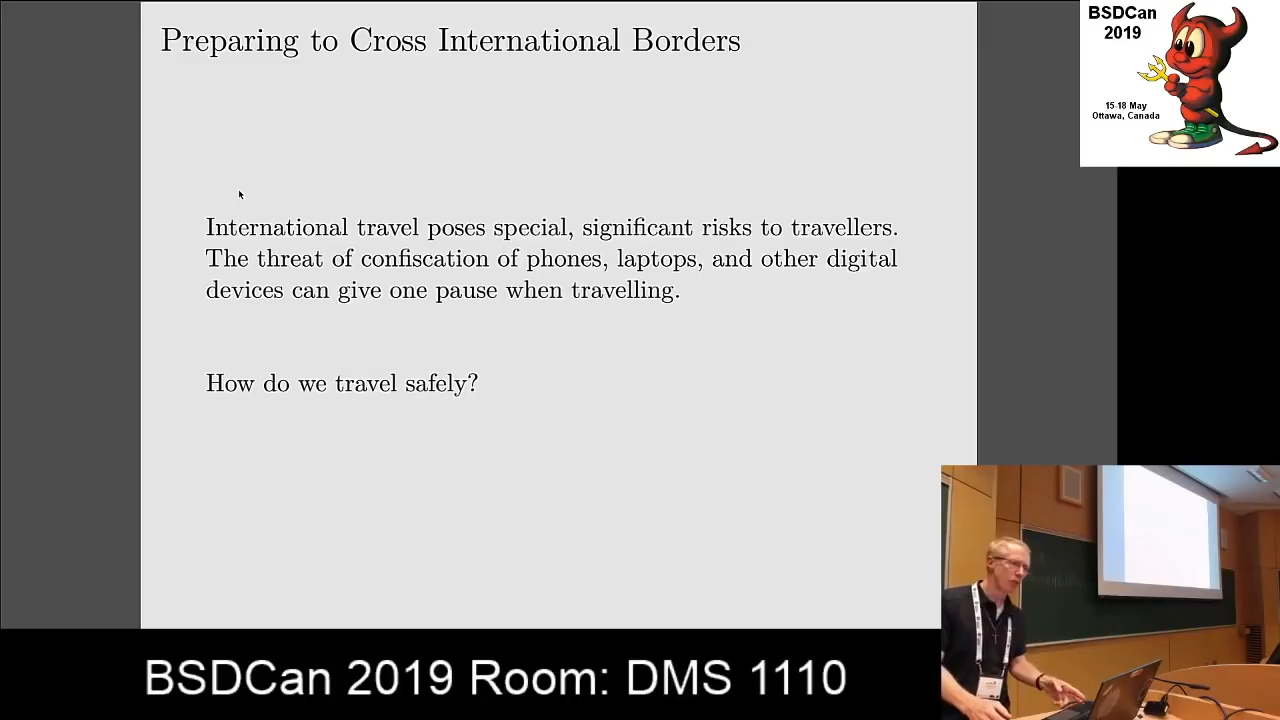 Preparing to Cross International Borders
BSDCan
2019
15-18 May
Ottawa, Canada
International travel poses special, significant risks to travellers.
The threat of confiscation of phones, laptops, and other digital
devices can give one pause when travelling.
How do we travel safely?
BSDCan 2019 Room: DMS 1110